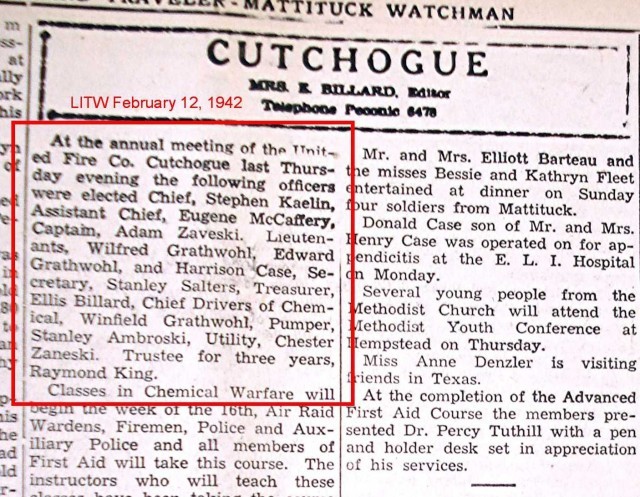 TRAVELER-MATTITUCK WATCHMAN
CUTCHOGUE
MRS. E. BILLARD, Editor
Telephone Peconic 6478
LITW February 12, 1942
At the annual meeting of the Unit-
ed Fire Co. Cutchogue last Thurs-
day evening the following officers
were elected Chief, Stephen Kaelin,
Assistant Chief, Eugene McCaffery,
Captain, Adam Zaveski. Lieuten-
ants, Wilfred Grathwohl, Edward
Grathwohl, and Harrison Case, Se-
cretary, Stanley Salters, Treasurer,
Ellis Billard, Chief Drivers of Chem-
ical, Winfield Grathwohl, Pumper,
Stanley Ambroski, Utility, Chester
Zaneski. Trustee for three years,
Raymond King.
Classes in Chemical Warfare will
begin the week of the 16th, Air Raid
Wardens, Firemen, Police and Aux-
iliary Police and all members of
First Aid will take this course. The
instructors who will teach these
classes have been taking the course
Mr. and Mrs. Elliott Barteau and
the misses Bessie and Kathryn Fleet
entertained at dinner on Sunday
four soldiers from Mattituck.
Donald Case son of Mr. and Mrs.
Henry Case was operated on for ap-
pendicitis at the E. L. I. Hospital
on Monday.
Several young people from the
Methodist Church will attend the
Methodist Youth Conference at
Hempstead on Thursday.
Miss Anne Denzler is visiting
friends in Texas.
At the completion of the Advanced
First Aid Course the members pre-
sented Dr. Percy Tuthill with a pen
and holder desk set in appreciation
of his services.